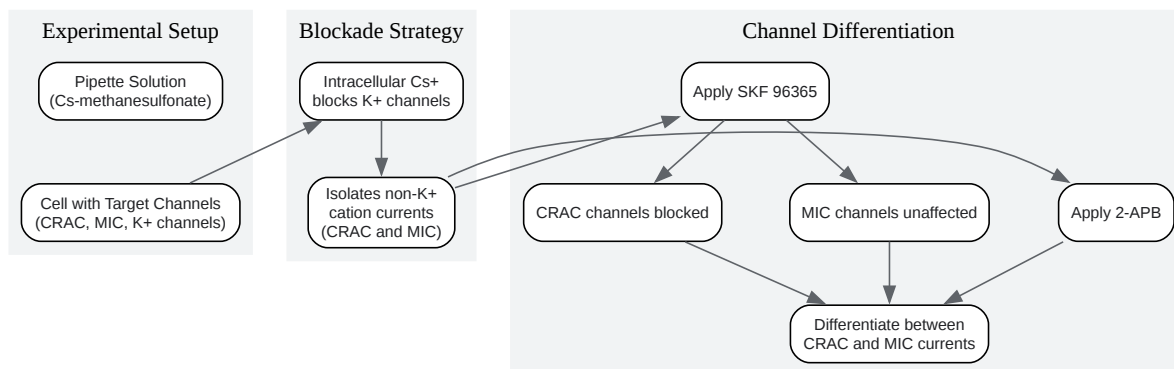 Experimental Setup
Pipette Solution
(Cs-methanesulfonate)
Cell with Target Channels
(CRAC, MIC, K+ channels)
Blockade Strategy
Intracellular Cs+
blocks K+ channels
Isolates non-K+
cation currents
(CRAC and MIC)
Channel Differentiation
Apply SKF 96365
CRAC channels blocked
MIC channels unaffected
Apply 2-APB
Differentiate between
CRAC and MIC currents